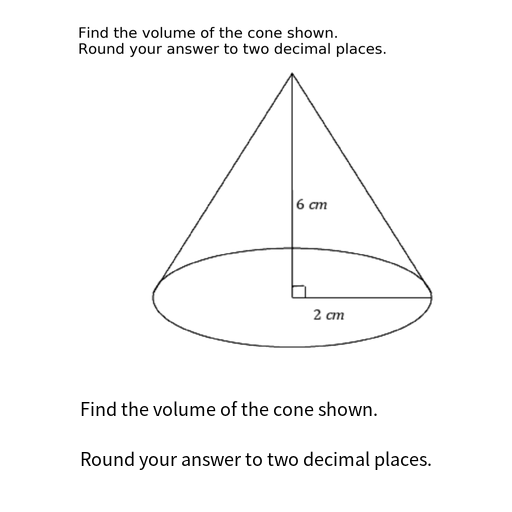 Find the volume of the cone shown.
Round your answer to two decimal places.
6 cm
2 cm
Find the volume of the cone shown.
Round your answer to two decimal places.